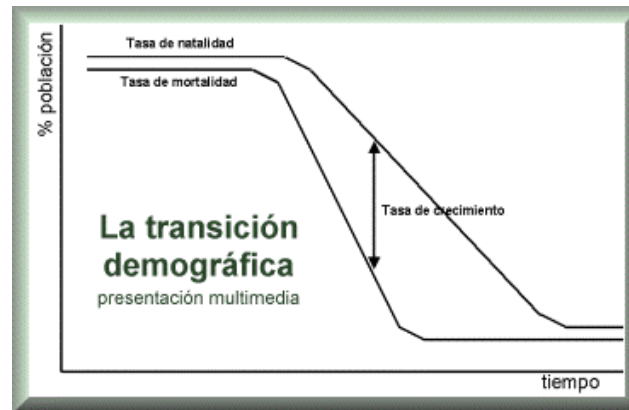 Tasa de natalidad
Tasa de mortalidad
% población
Tasa de crecimiento
La transición
demográfica
presentación multimedia
tiempo